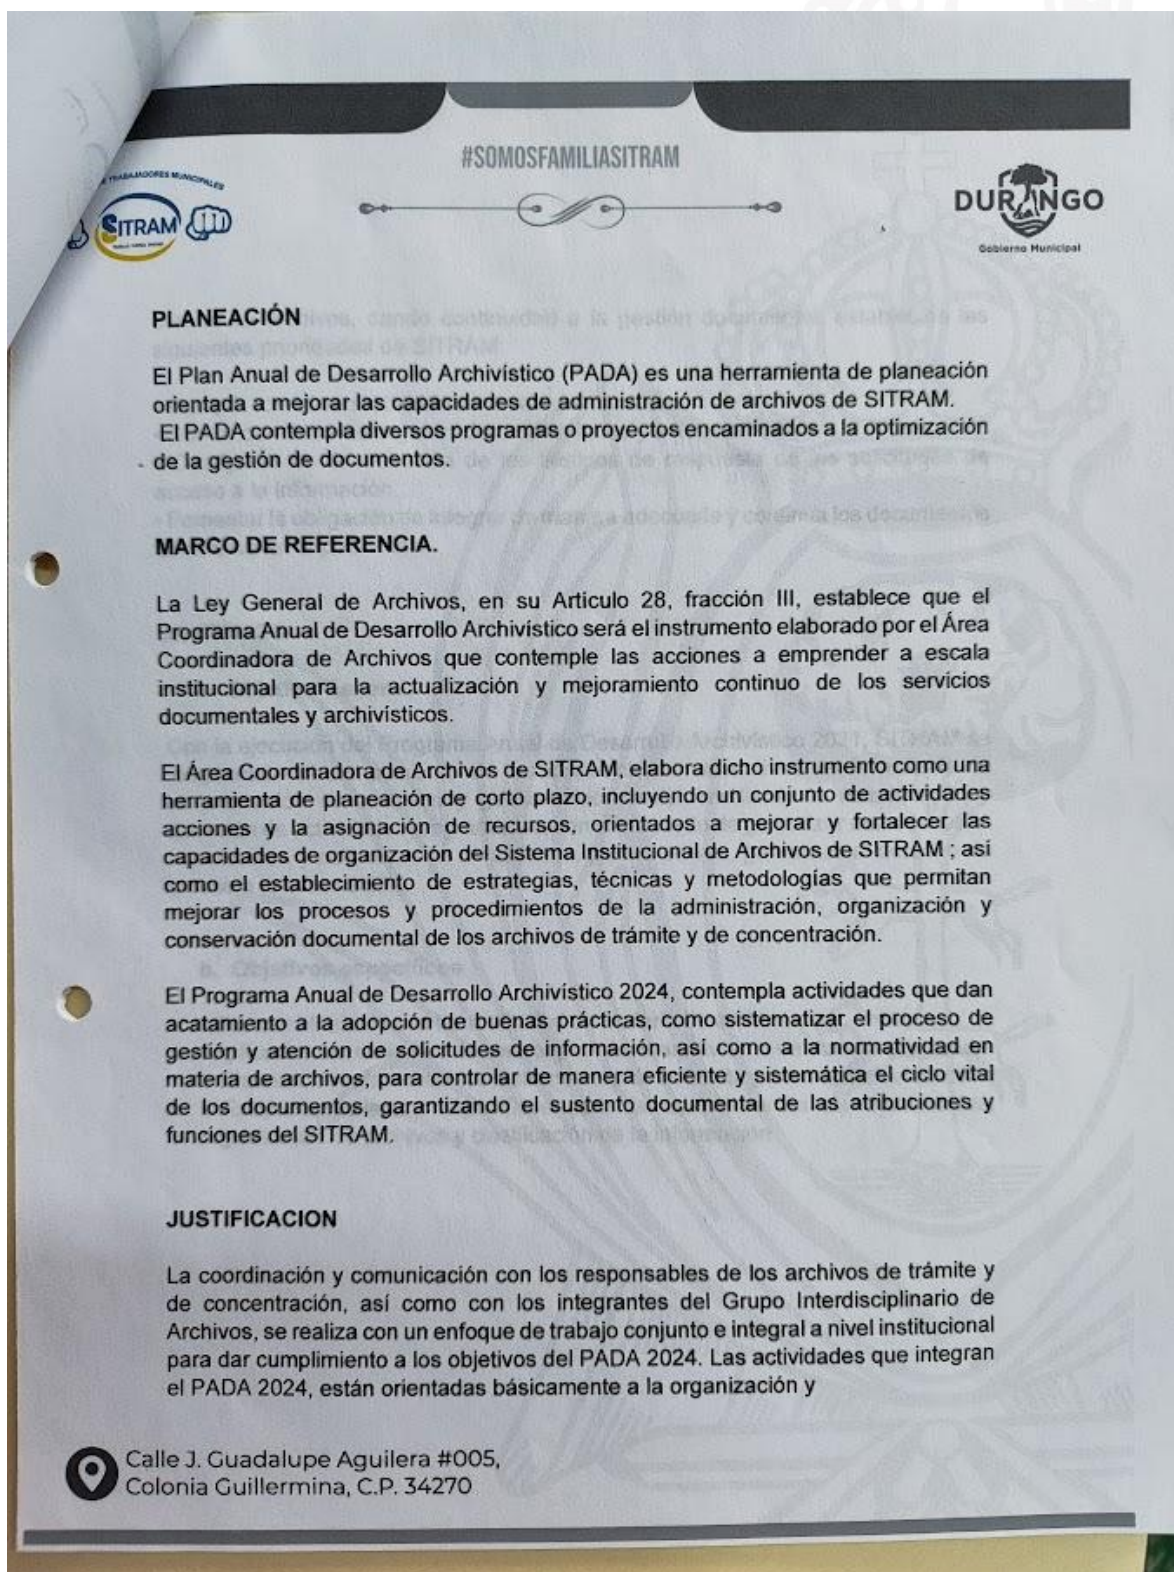 #SOMOSFAMILIASITRAM
TRABAJADORES MUNICIPALES
SITRAM
DURANGO
Gobierno Municipal
PLANEACIÓN
El Plan Anual de Desarrollo Archivístico (PADA) es una herramienta de planeación
orientada a mejorar las capacidades de administración de archivos de SITRAM.
El PADA contempla diversos programas o proyectos encaminados a la optimización
de la gestión de documentos.
MARCO DE REFERENCIA.
La Ley General de Archivos, en su Articulo 28, fracción III, establece que el
Programa Anual de Desarrollo Archivístico será el instrumento elaborado por el Área
Coordinadora de Archivos que contemple las acciones a emprender a escala
institucional para la actualización y mejoramiento continuo de los servicios
documentales y archivísticos.
El Área Coordinadora de Archivos de SITRAM, elabora dicho instrumento como una
herramienta de planeación de corto plazo, incluyendo un conjunto de actividades
acciones y la asignación de recursos, orientados a mejorar y fortalecer las
capacidades de organización del Sistema Institucional de Archivos de SITRAM ; así
como el establecimiento de estrategias, técnicas y metodologías que permitan
mejorar los procesos y procedimientos de la administración, organización y
conservación documental de los archivos de trámite y de concentración.
El Programa Anual de Desarrollo Archivístico 2024, contempla actividades que dan
acatamiento a la adopción de buenas prácticas, como sistematizar el proceso de
gestión y atención de solicitudes de información, así como a la normatividad en
materia de archivos, para controlar de manera eficiente y sistemática el ciclo vital
de los documentos, garantizando el sustento documental de las atribuciones y
funciones del SITRAM.
JUSTIFICACION
La coordinación y comunicación con los responsables de los archivos de trámite y
de concentración, así como con los integrantes del Grupo Interdisciplinario de
Archivos, se realiza con un enfoque de trabajo conjunto e integral a nivel institucional
para dar cumplimiento a los objetivos del PADA 2024. Las actividades que integran
el PADA 2024, están orientadas básicamente a la organización y
Calle J. Guadalupe Aguilera #005,
Colonia Guillermina, C.P. 34270